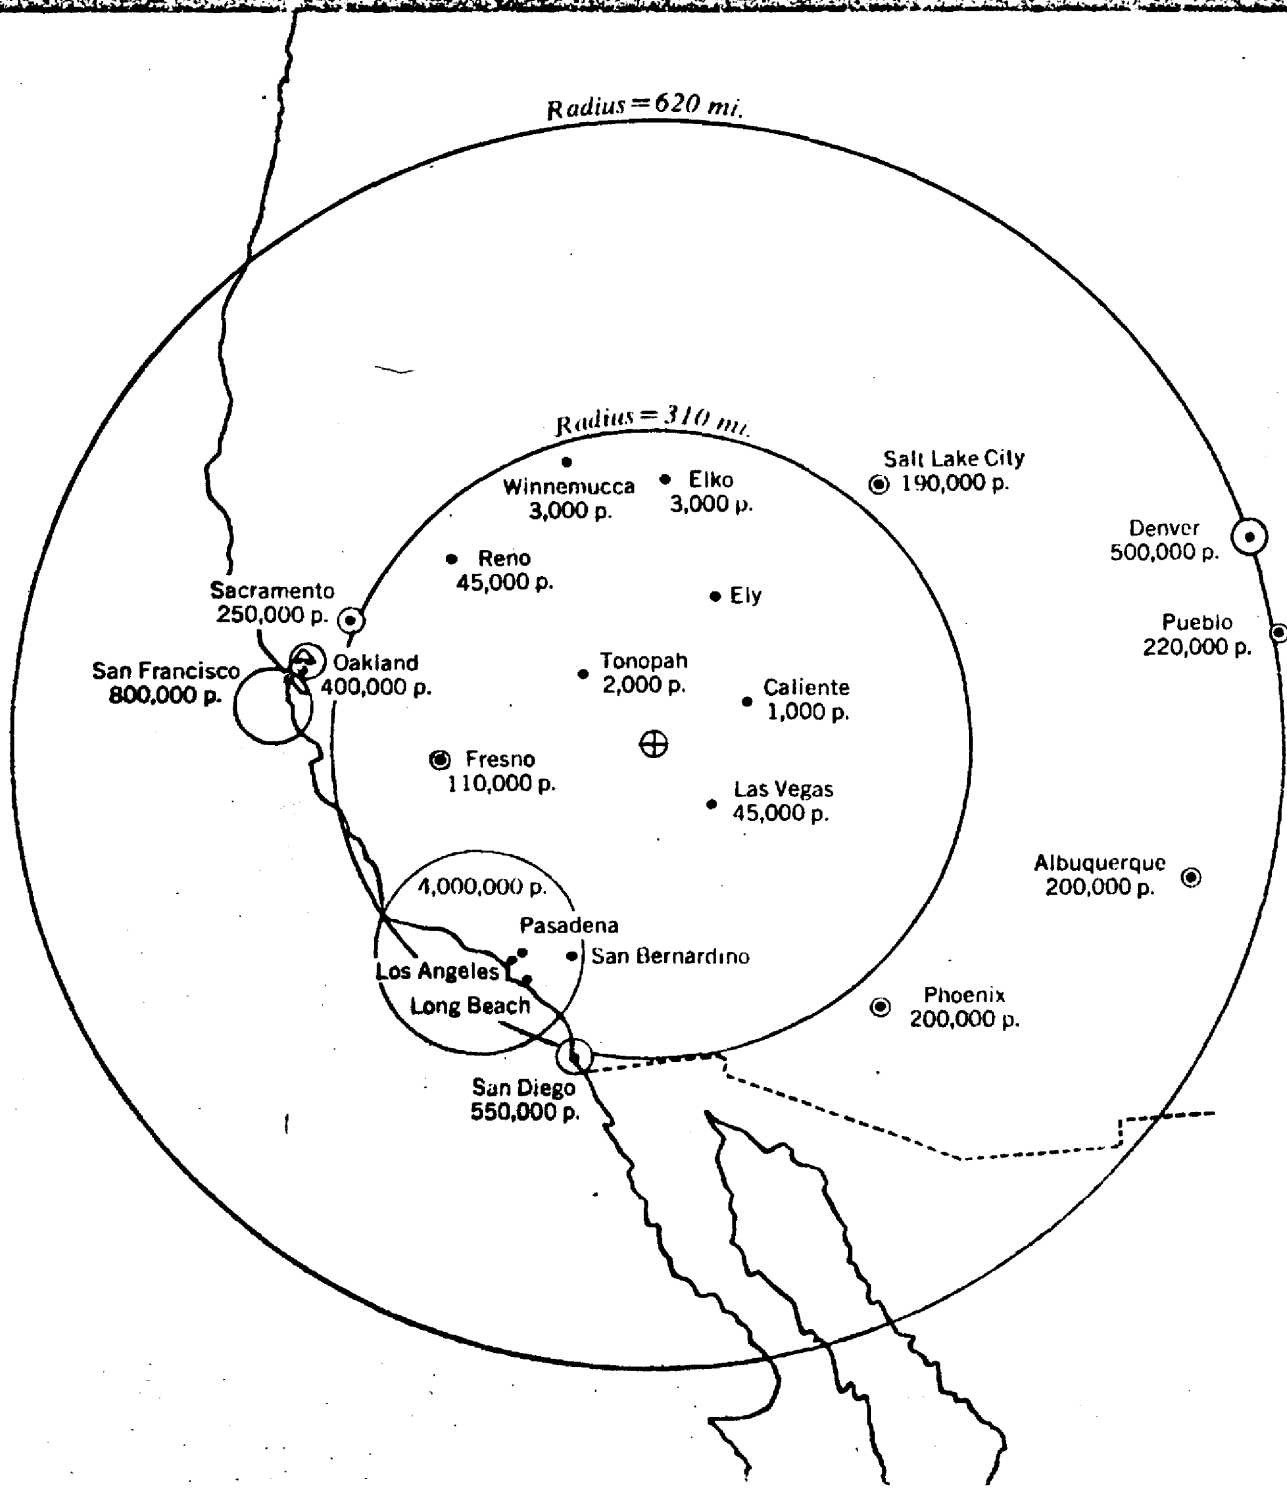 Radius = 620 mi.
Radius = 310 mi.
Salt Lake City
190,000 p.
Winnemucca
3,000 p.
Elko
3,000 p.
Denver
500,000 p.
Reno
45,000 p.
Sacramento
250,000 p.
Ely
Pueblo
220,000 p.
San Francisco
800,000 p.
Oakland
400,000 p.
Tonopah
2,000 p.
Caliente
1,000 p.
Fresno
110,000 p.
Las Vegas
45,000 p.
Albuquerque
200,000 p.
4,000,000 p.
Pasadena
San Bernardino
Los Angeles
Long Beach
Phoenix
200,000 p.
San Diego
550,000 p.